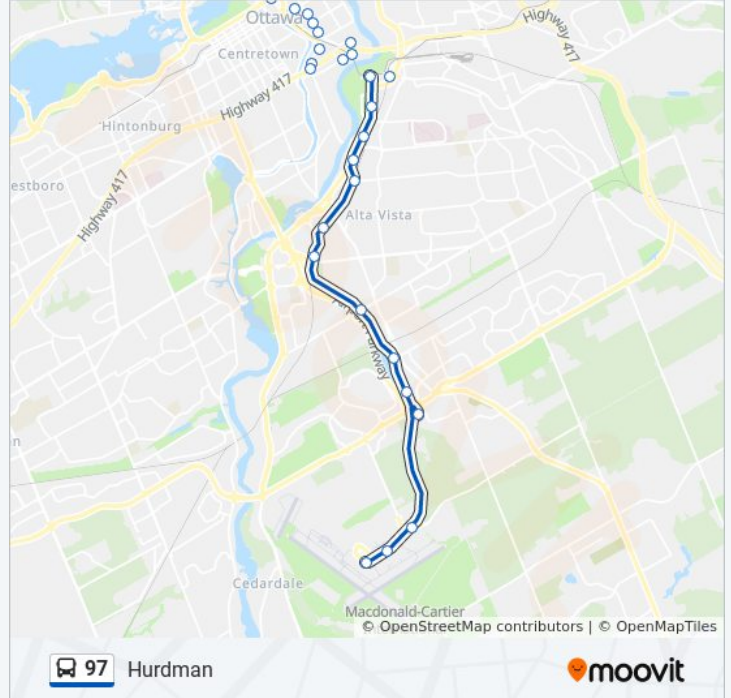 Ottawa
Highway 417
Centretown
Highway 417
Hintonburg
estboro
Highway 417
Alta Vista
Parkway
n
Cedardale
Macdonald-Cartier
© OpenStreetMap contributors | © OpenMapTiles
97 Hurdman
moovit